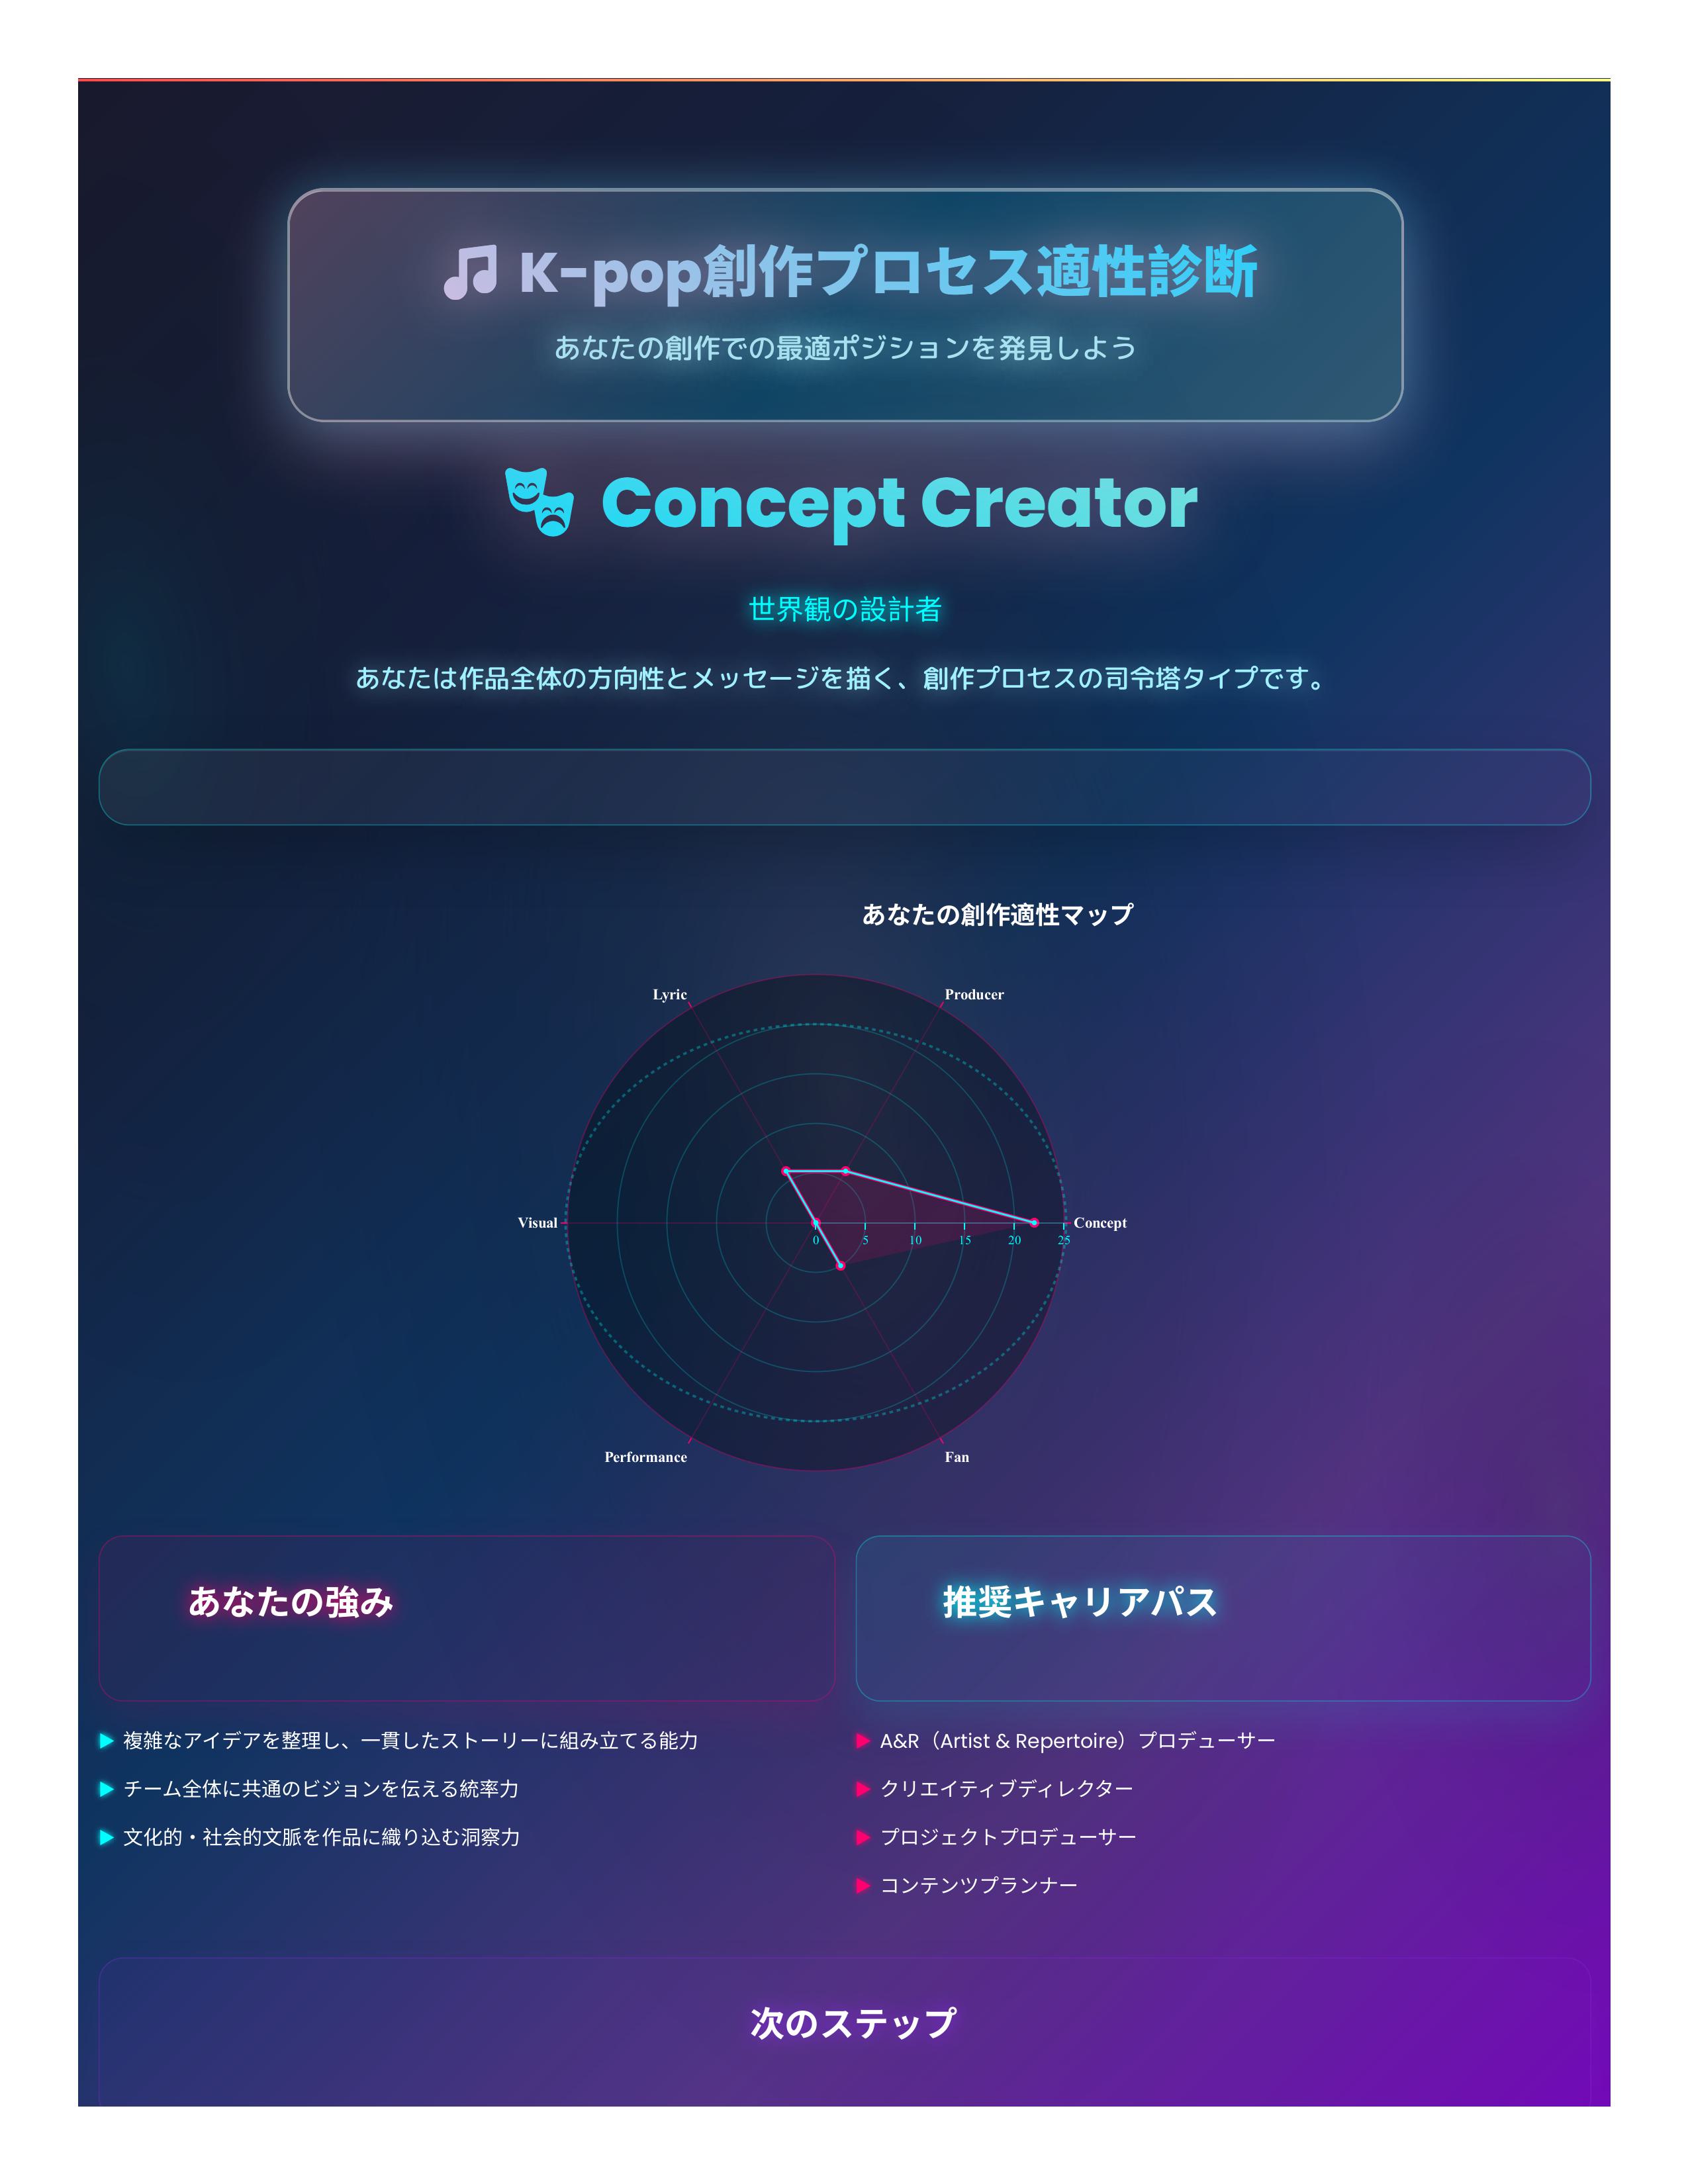 K-pop創作プロセス適性診断
あなたの創作での最適ポジションを発見しよう
Concept Creator
世界観の設計者
あなたは作品全体の方向性とメッセージを描く、創作プロセスの司令塔タイプです。
あなたの創作適性マップ
Lyric
Producer
Visual
Concept
0 5 10 15 20 25
Performance
Fan
あなたの強み
▶ 複雑なアイデアを整理し、一貫したストーリーに組み立てる能力
▶ チーム全体に共通のビジョンを伝える統率力
▶ 文化的・社会的文脈を作品に織り込む洞察力
推奨キャリアパス
▶ A&R（Artist & Repertoire）プロデューサー
▶ クリエイティブディレクター
▶ プロジェクトプロデューサー
▶ コンテンツプランナー
次のステップ